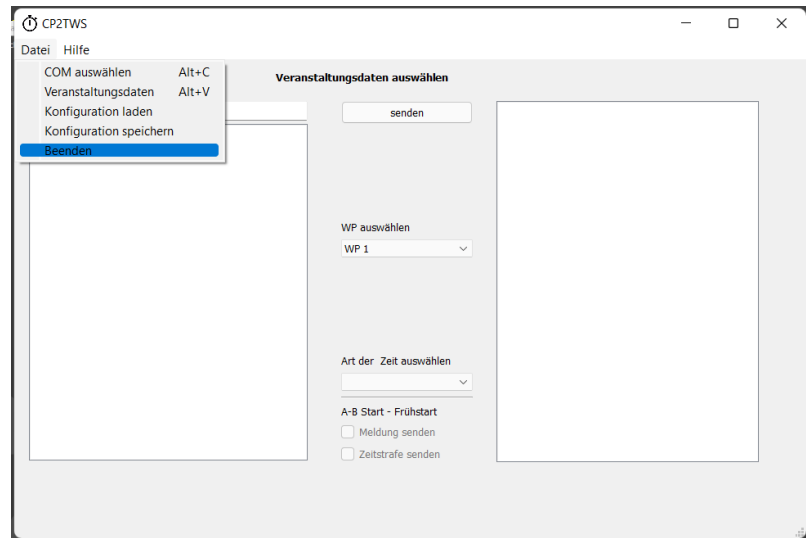 CP2TWS
Datei Hilfe
COM auswählen Alt+C
Veranstaltungsdaten Alt+V
Konfiguration laden
Konfiguration speichern
Beenden
Veranstaltungsdaten auswählen
senden
WP auswählen
WP 1
Art der  Zeit auswählen
A-B Start - Frühstart
Meldung senden
Zeitstrafe senden